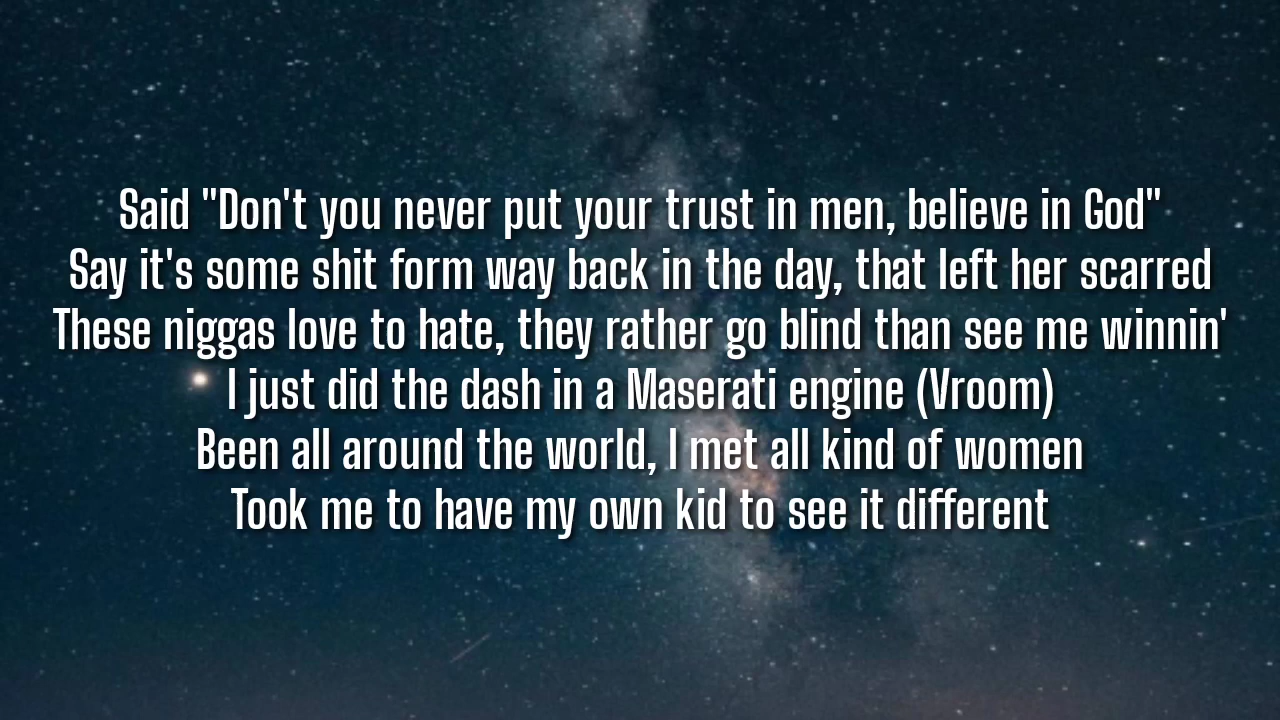 Said "Don't you never put your trust in men, believe in God"
Say it's some shit form way back in the day, that left her scarred
These niggas love to hate, they rather go blind than see me winnin'
I just did the dash in a Maserati engine (Vroom)
Been all around the world, I met all kind of women
Took me to have my own kid to see it different